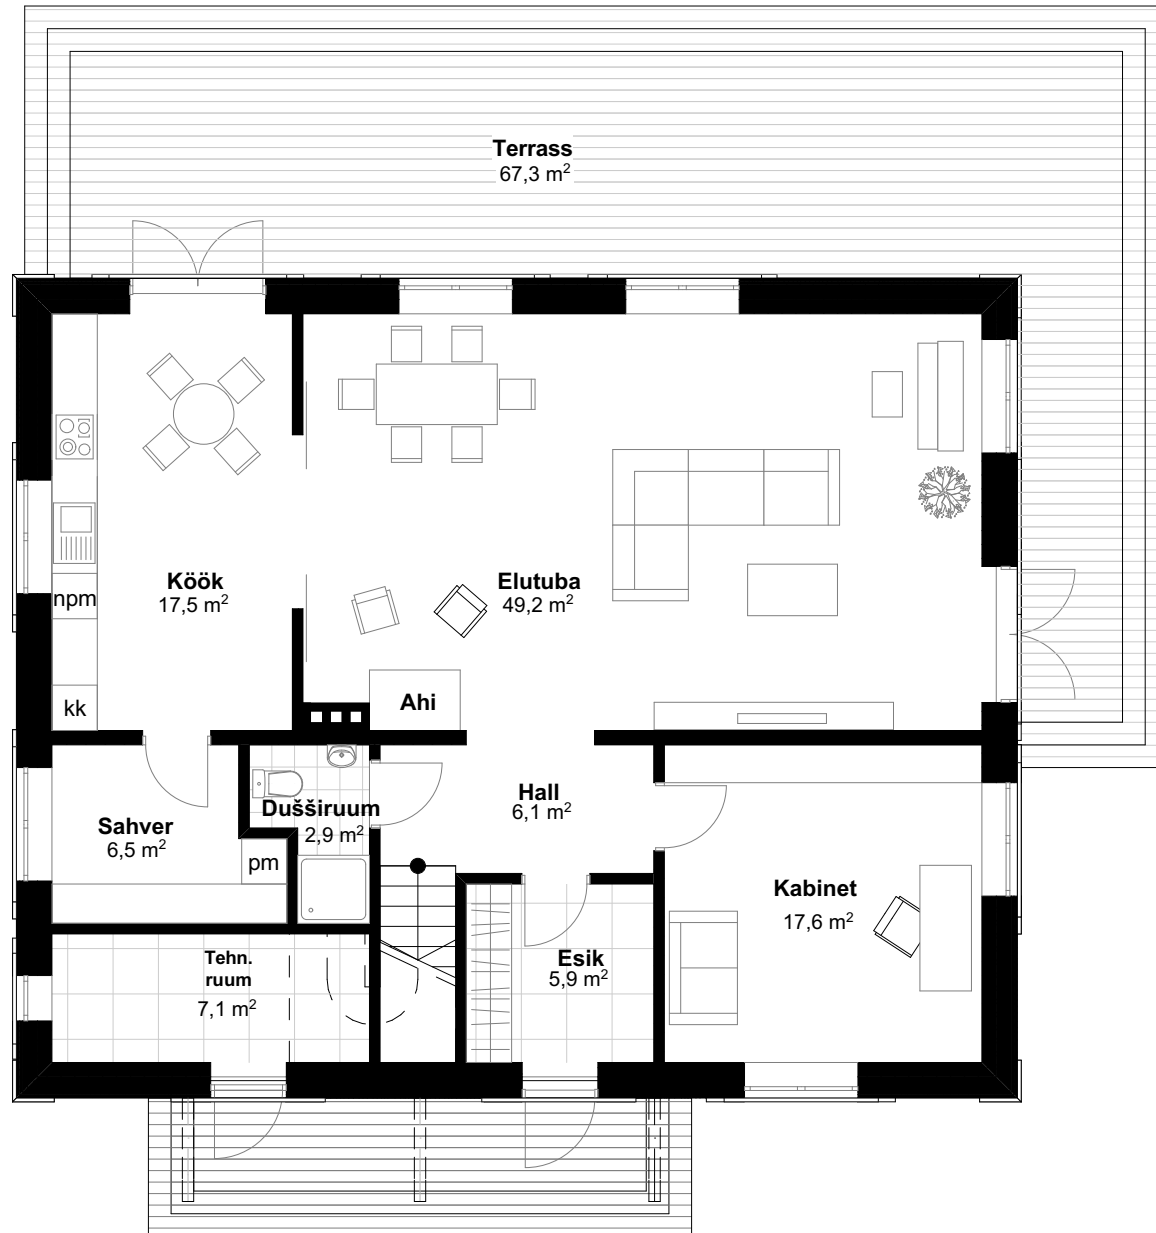 Terrass
67,3 m²
Köök
17,5 m²
npm
kk
Elutuba
49,2 m²
Ahi
Hall
6,1 m²
Dušširuum
2,9 m²
Sahver
6,5 m²
pm
Kabinet
17,6 m²
Tehn.
ruum
7,1 m²
Esik
5,9 m²